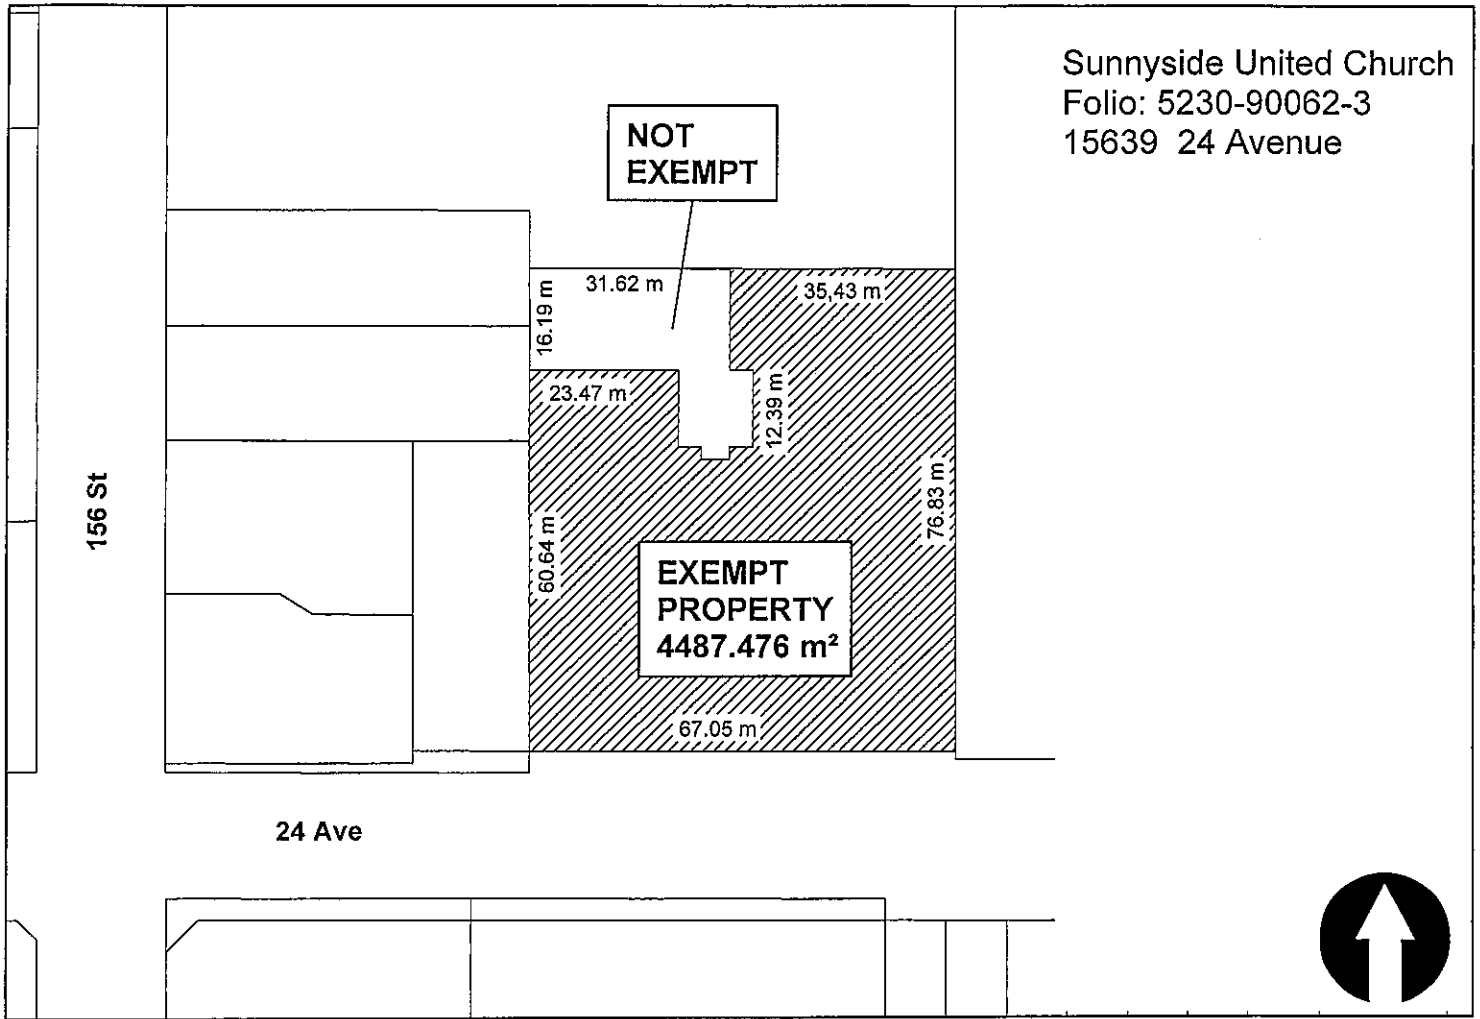 Sunnyside United Church
Folio: 5230-90062-3
15639 24 Avenue
NOT
EXEMPT
31.62 m
35,43 m
16.19 m
23.47 m
12.39 m
76.83 m
60.64 m
156 St
EXEMPT
PROPERTY
4487.476 m²
67.05 m
24 Ave